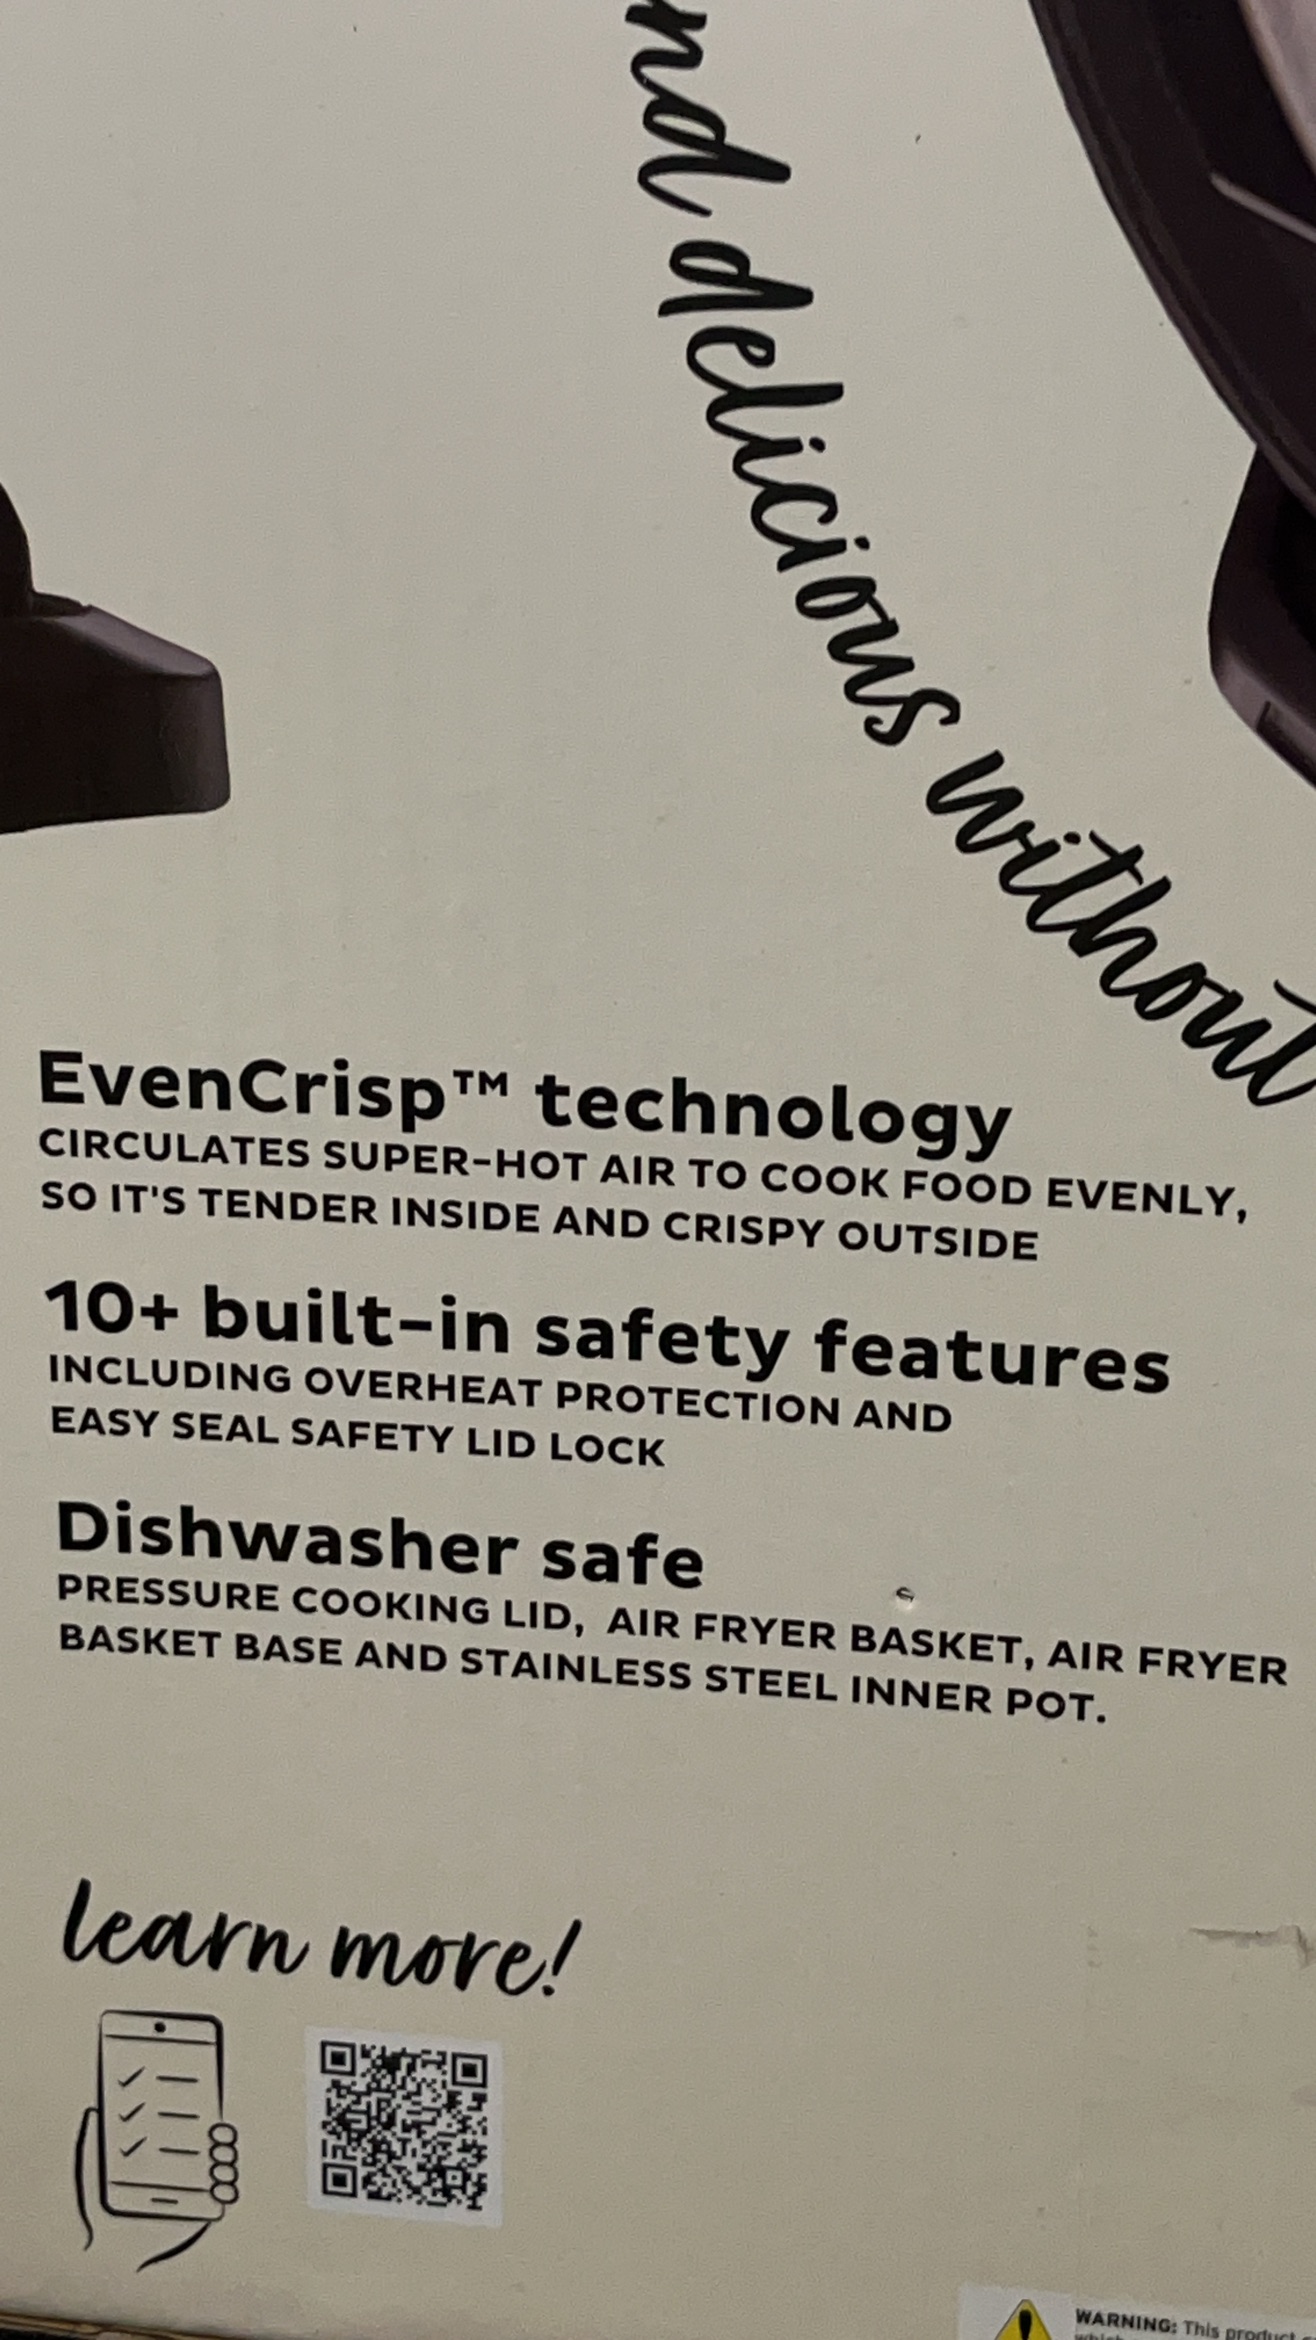 nd delicious without
EvenCrisp™ technology
CIRCULATES SUPER-HOT AIR TO COOK FOOD EVENLY,
SO IT'S TENDER INSIDE AND CRISPY OUTSIDE
10+ built-in safety features
INCLUDING OVERHEAT PROTECTION AND
EASY SEAL SAFETY LID LOCK
Dishwasher safe
PRESSURE COOKING LID, AIR FRYER BASKET, AIR FRYER
BASKET BASE AND STAINLESS STEEL INNER POT.
learn more!
WARNING: This product